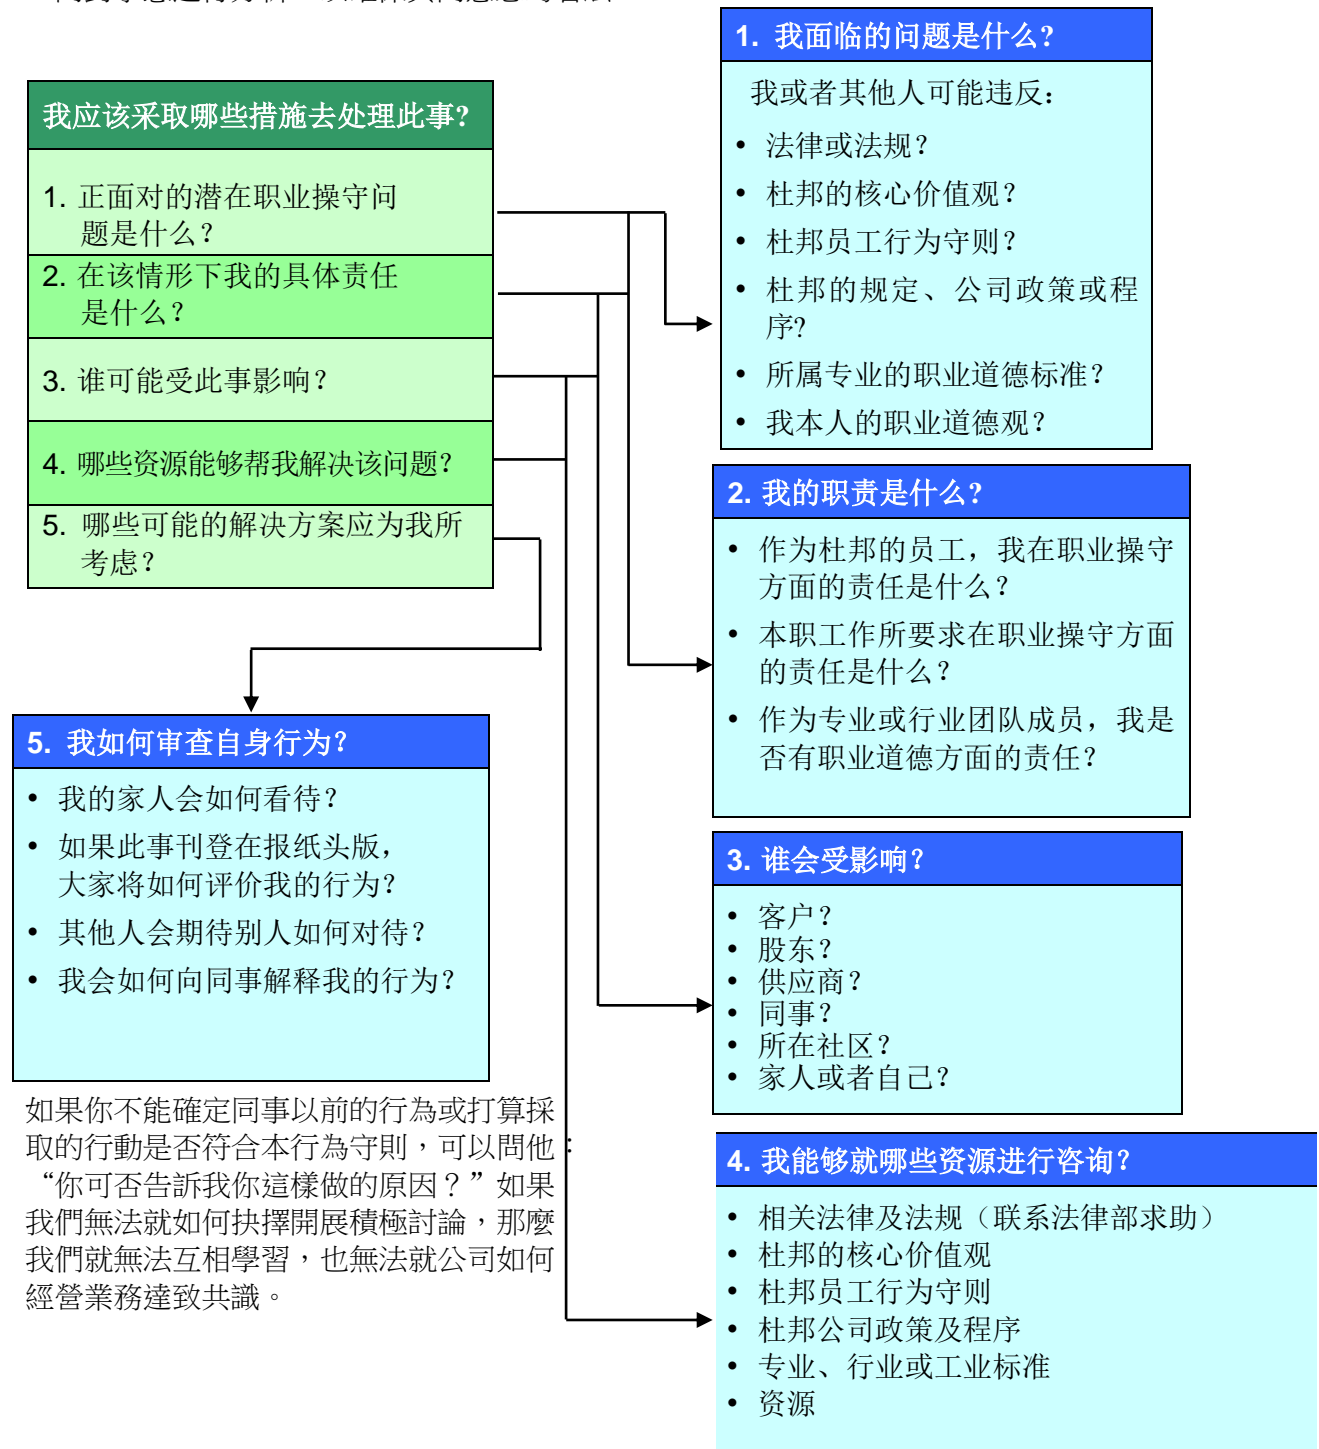 我应该采取哪些措施去处理此事?
1. 正面对的潜在职业操守问
题是什么？
2. 在该情形下我的具体责任
是什么？
3. 谁可能受此事影响？
4. 哪些资源能够帮我解决该问题？
5. 哪些可能的解决方案应为我所
考虑？
1. 我面临的问题是什么?
我或者其他人可能违反：
• 法律或法规？
• 杜邦的核心价值观？
• 杜邦员工行为守则？
• 杜邦的规定、公司政策或程
序?
• 所属专业的职业道德标准？
• 我本人的职业道德观？
2. 我的职责是什么?
• 作为杜邦的员工，我在职业操守
方面的责任是什么？
• 本职工作所要求在职业操守方面
的责任是什么？
• 作为专业或行业团队成员，我是
否有职业道德方面的责任？
3. 谁会受影响？
• 客户？
• 股东？
• 供应商？
• 同事？
• 所在社区？
• 家人或者自己？
4. 我能够就哪些资源进行咨询？
• 相关法律及法规（联系法律部求助）
• 杜邦的核心价值观
• 杜邦员工行为守则
• 杜邦公司政策及程序
• 专业、行业或工业标准
• 资源
5. 我如何审查自身行为？
• 我的家人会如何看待？
• 如果此事刊登在报纸头版，
大家将如何评价我的行为？
• 其他人会期待别人如何对待？
• 我会如何向同事解释我的行为？
如果你不能確定同事以前的行為或打算採
取的行動是否符合本行為守則，可以問他：
“你可否告訴我你這樣做的原因？”如果
我們無法就如何抉擇開展積極討論，那麼
我們就無法互相學習，也無法就公司如何
經營業務達致共識。